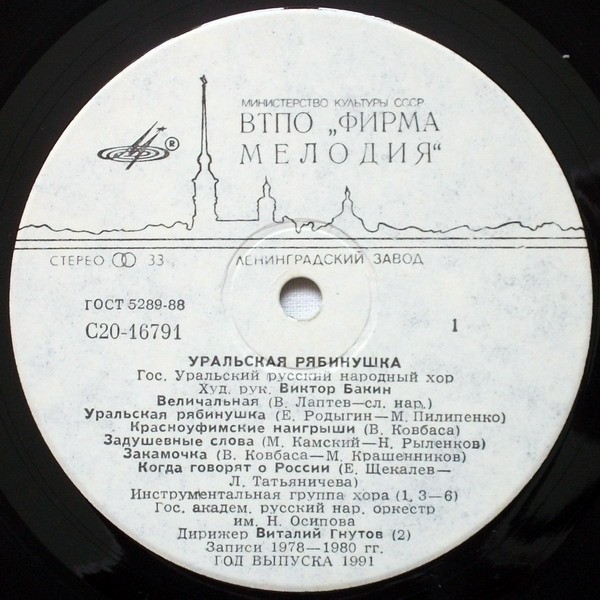 МИНИСТЕРСТВО КУЛЬТУРЫ СССР
ВТПО „ФИРМА
МЕЛОДИЯ“
®
СТЕРЕО 33
ЛЕНИНГРАДСКИЙ ЗАВОД
ГОСТ 5289-88
С20-16791
1
УРАЛЬСКАЯ РЯБИНУШКА
Гос. Уральский русский народный хор
Худ. рук. Виктор Бакин
Величальная (В. Лаптев—сл. нар.)
Уральская рябинушка (Е. Родыгин—М. Пилипенко)
Красноуфимские наигрыши (В. Ковбаса)
Задушевные слова (М. Камский—Н. Рыленков)
Закамочка (В. Ковбаса—М. Крашенников)
Когда говорят о России (Е. Щекалев—
Л. Татьяничева)
Инструментальная группа хора (1, 3—6)
Гос. академ. русский нар. оркестр
им. Н. Осипова
Дирижер Виталий Гнутов (2)
Записи 1978—1980 гг.
ГОД ВЫПУСКА 1991